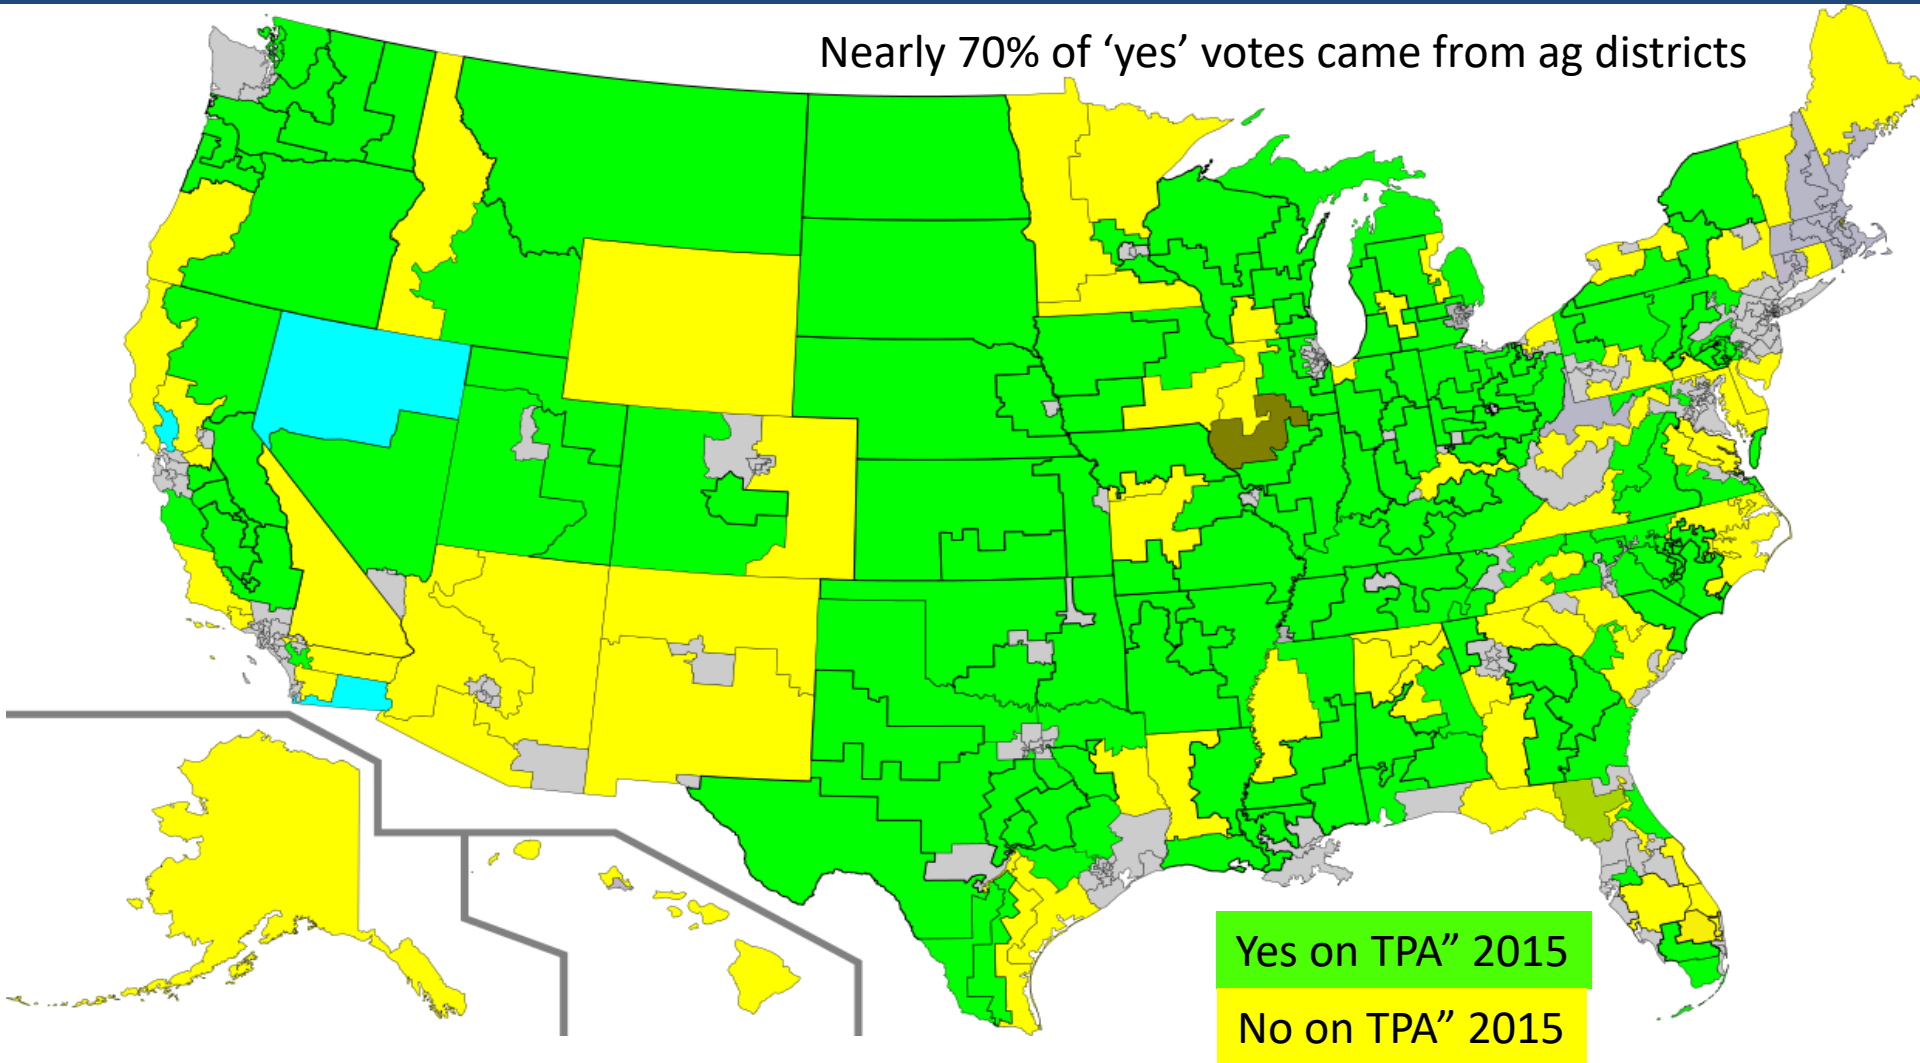 Nearly 70% of ‘yes’ votes came from ag districts
Yes on TPA” 2015
No on TPA” 2015